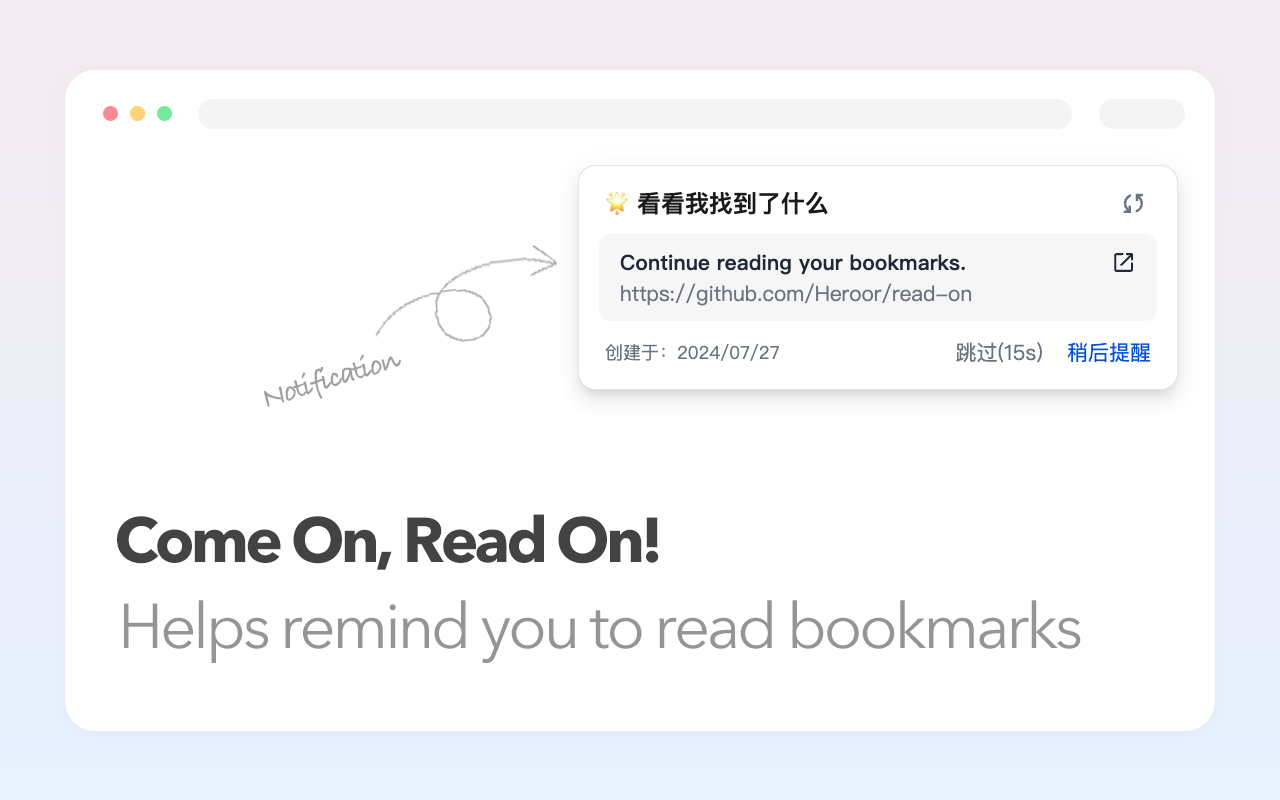 🌟 看看我找到了什么
Continue reading your bookmarks.
https://github.com/Heroor/read-on
创建于：2024/07/27 跳过(15s) 稍后提醒
Notification
Come On, Read On!
Helps remind you to read bookmarks